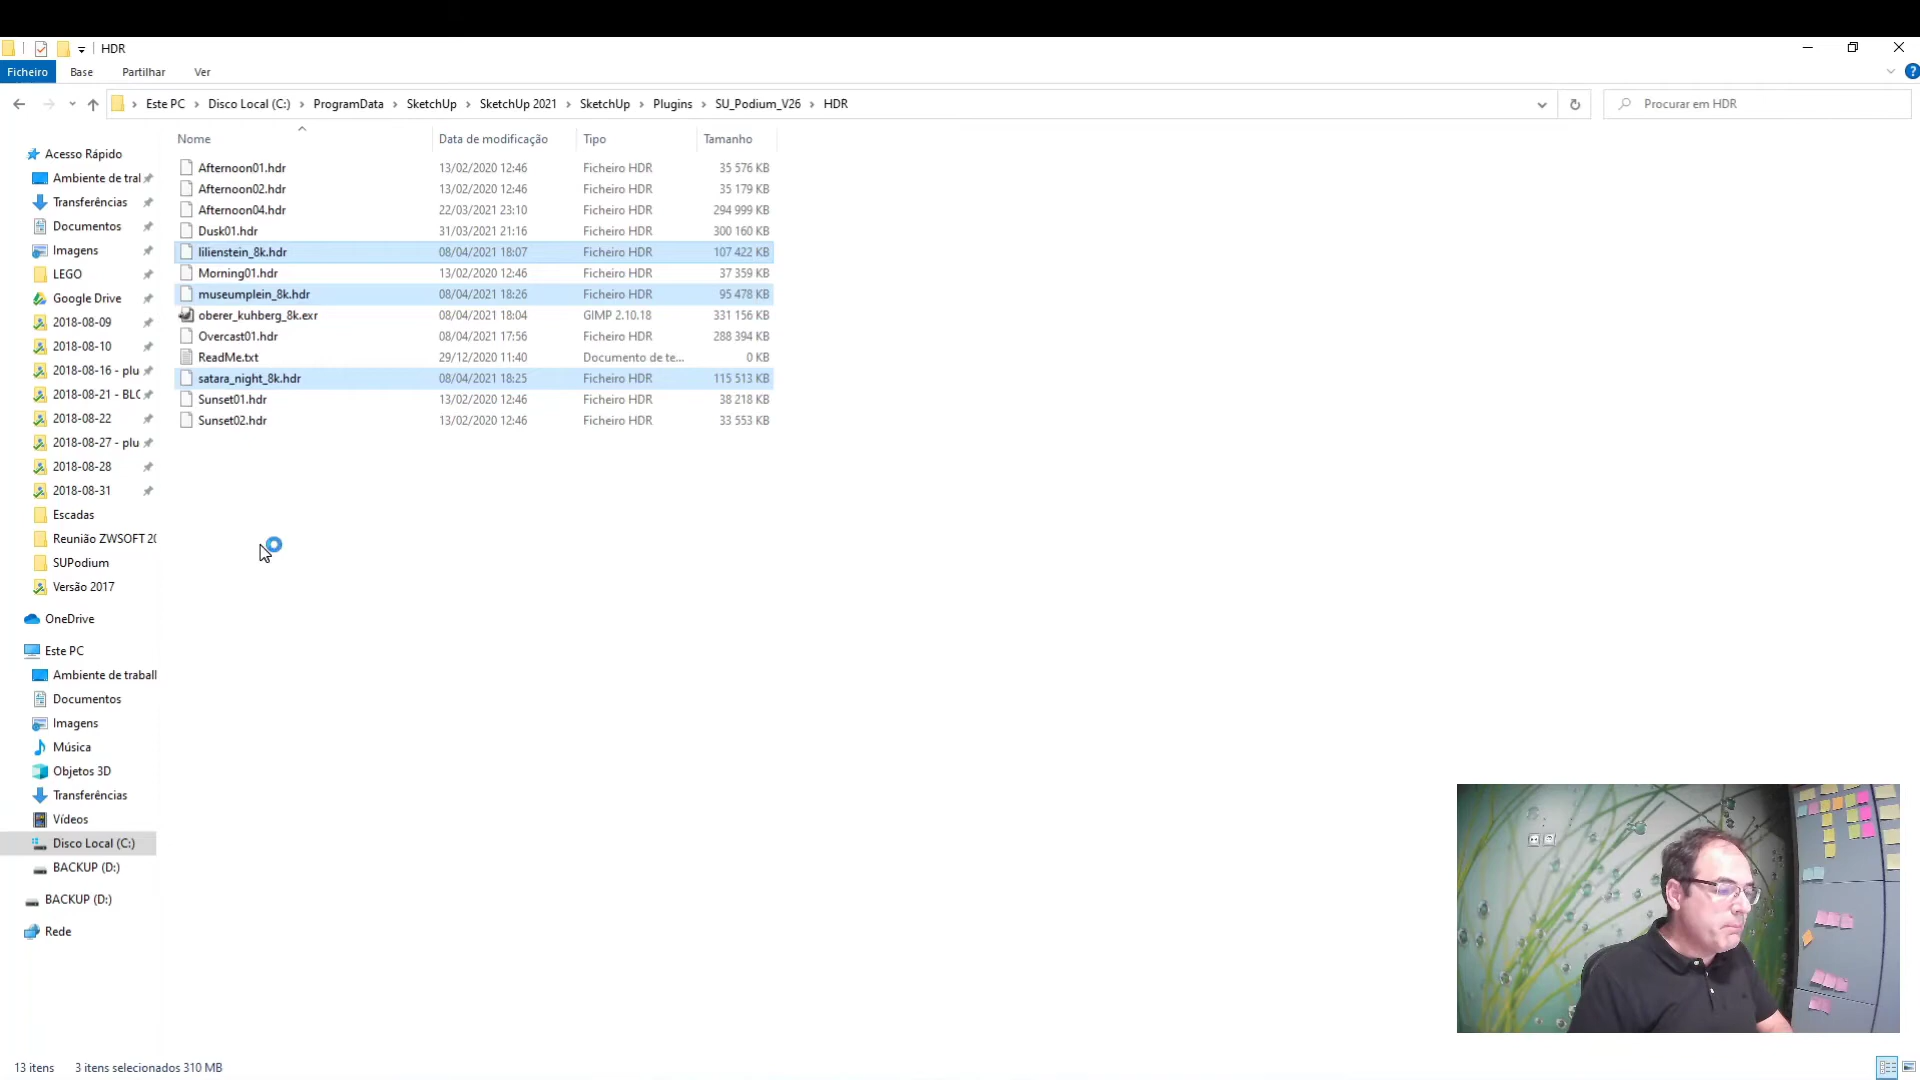 HDR
Ficheiro Base Partilhar Ver
Este PC Disco Local (C:) ProgramData SketchUp SketchUp 2021 SketchUp Plugins SU_Podium_V26 HDR
Procurar em HDR
Acesso Rápido
Ambiente de tral
Transferências
Documentos
Imagens
LEGO
Google Drive
2018-08-09
2018-08-10
2018-08-16 - plu
2018-08-21 - BLC
2018-08-22
2018-08-27 - plu
2018-08-28
2018-08-31
Escadas
Reunião ZWSOFT 20
SUPodium
Versão 2017
OneDrive
Este PC
Ambiente de traball
Documentos
Imagens
Música
Objetos 3D
Transferências
Vídeos
Disco Local (C:)
BACKUP (D:)
BACKUP (D:)
Rede
Nome Data de modificação Tipo Tamanho
Afternoon01.hdr 13/02/2020 12:46 Ficheiro HDR 35 576 KB
Afternoon02.hdr 13/02/2020 12:46 Ficheiro HDR 35 179 KB
Afternoon04.hdr 22/03/2021 23:10 Ficheiro HDR 294 999 KB
Dusk01.hdr 31/03/2021 21:16 Ficheiro HDR 300 160 KB
lilienstein_8k.hdr 08/04/2021 18:07 Ficheiro HDR 107 422 KB
Morning01.hdr 13/02/2020 12:46 Ficheiro HDR 37 359 KB
museumplein_8k.hdr 08/04/2021 18:26 Ficheiro HDR 95 478 KB
oberer_kuhberg_8k.exr 08/04/2021 18:04 GIMP 2.10.18 331 156 KB
Overcast01.hdr 08/04/2021 17:56 Ficheiro HDR 288 394 KB
ReadMe.txt 29/12/2020 11:40 Documento de te... 0 KB
satara_night_8k.hdr 08/04/2021 18:25 Ficheiro HDR 115 513 KB
Sunset01.hdr 13/02/2020 12:46 Ficheiro HDR 38 218 KB
Sunset02.hdr 13/02/2020 12:46 Ficheiro HDR 33 553 KB
13 itens 3 itens selecionados 310 MB